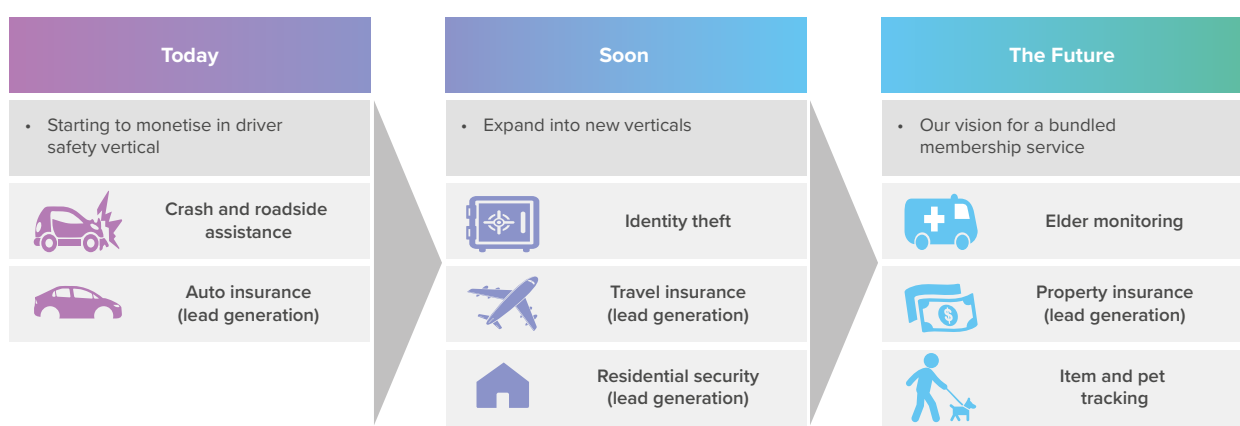 Today
• Starting to monetise in driver
safety vertical
Crash and roadside
assistance
Auto insurance
(lead generation)
Soon
• Expand into new verticals
Identity theft
Travel insurance
(lead generation)
Residential security
(lead generation)
The Future
• Our vision for a bundled
membership service
Elder monitoring
Property insurance
(lead generation)
$
Item and pet
tracking